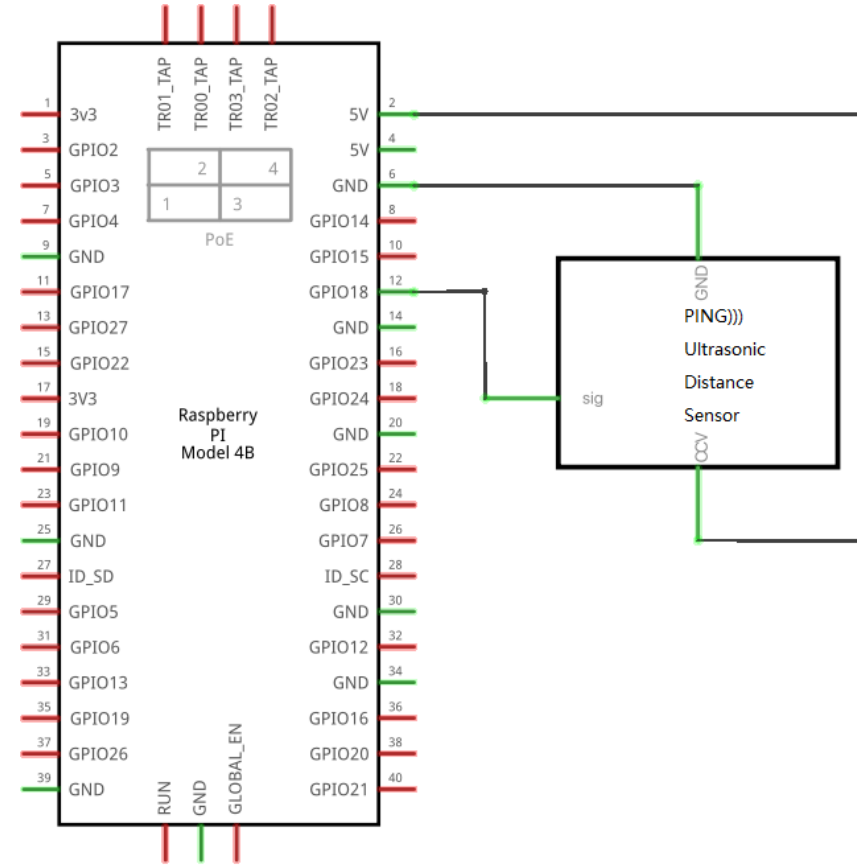 TR01_TAP
TR00_TAP
TR03_TAP
TR02_TAP
1 3v3
5V 2
3 GPIO2
5V 4
5 GPIO3
GND 6
7 GPIO4
GPIO14 8
9 GND
GPIO15 10
11 GPIO17
GPIO18 12
13 GPIO27
GND 14
15 GPIO22
GPIO23 16
17 3V3
GPIO24 18
19 GPIO10
GND 20
21 GPIO9
GPIO25 22
23 GPIO11
GPIO8 24
25 GND
GPIO7 26
27 ID_SD
ID_SC 28
29 GPIO5
GND 30
31 GPIO6
GPIO12 32
33 GPIO13
GND 34
35 GPIO19
GPIO16 36
37 GPIO26
GPIO20 38
39 GND
GPIO21 40
2 4
1 3
PoE
Raspberry
PI
Model 4B
RUN
GND
GLOBAL_EN
GND
PING)))
Ultrasonic
Distance
Sensor
sig
CCV